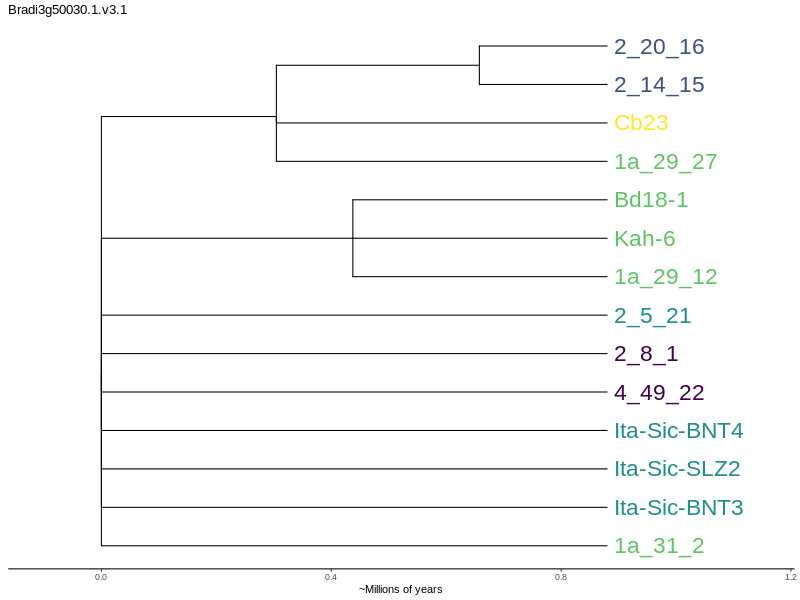 Bradi3g50030.1.v3.1
2_20_16
2_14_15
Cb23
1a_29_27
Bd18-1
Kah-6
1a_29_12
2_5_21
2_8_1
4_49_22
Ita-Sic-BNT4
Ita-Sic-SLZ2
Ita-Sic-BNT3
1a_31_2
0.0 0.4 0.8 1.2
~Millions of years